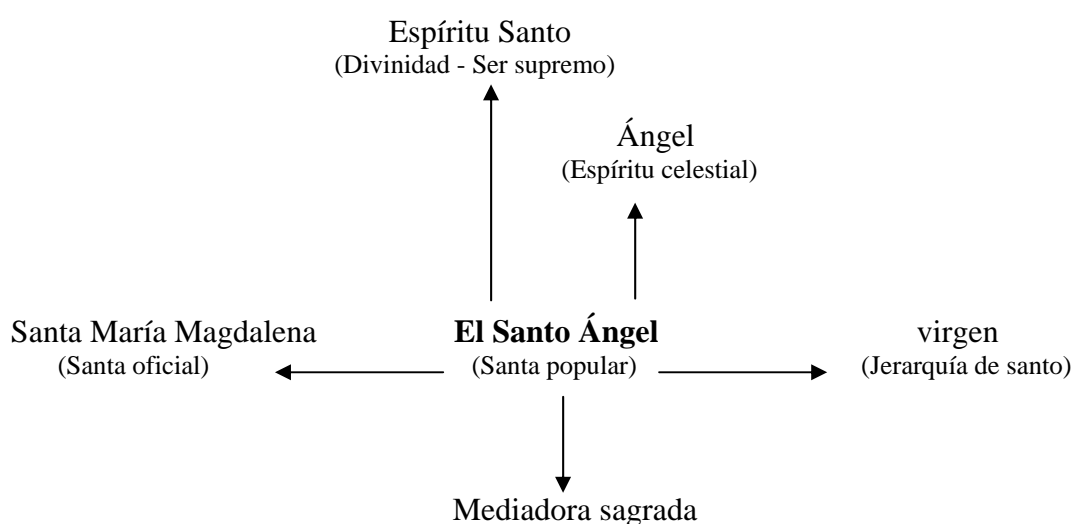 Espíritu Santo
(Divinidad - Ser supremo)
Ángel
(Espíritu celestial)
Santa María Magdalena
(Santa oficial)
El Santo Ángel
(Santa popular)
virgen
(Jerarquía de santo)
Mediadora sagrada